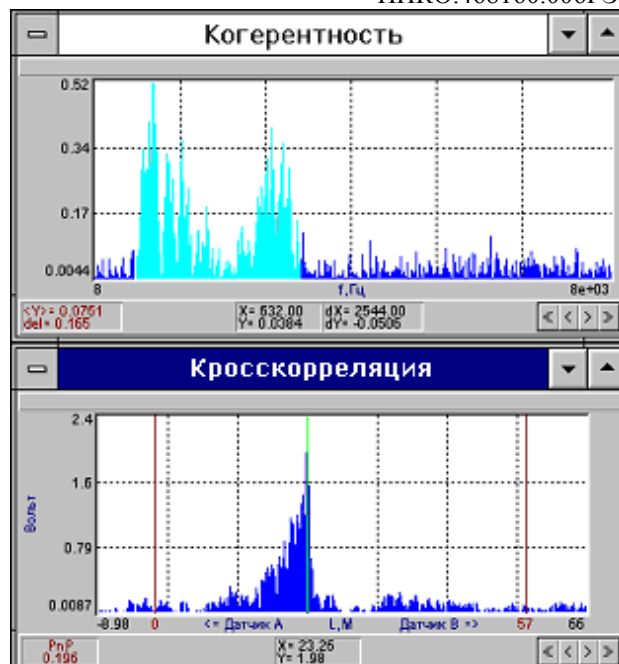 Когерентность
0.52
0.34
0.17
0.0044
8 f,Гц 8e+03
<Y>= 0.0761 X= 632.00 dX= 2544.00
del= 0.165 Y= 0.0384 dY= -0.0506
Кросскорреляция
2.4
1.6
Вольт
0.79
0.0087
-8.98 0 <= Датчик А L,М Датчик В => 57 66
PnP X= 23.26
0.196 Y= 1.98